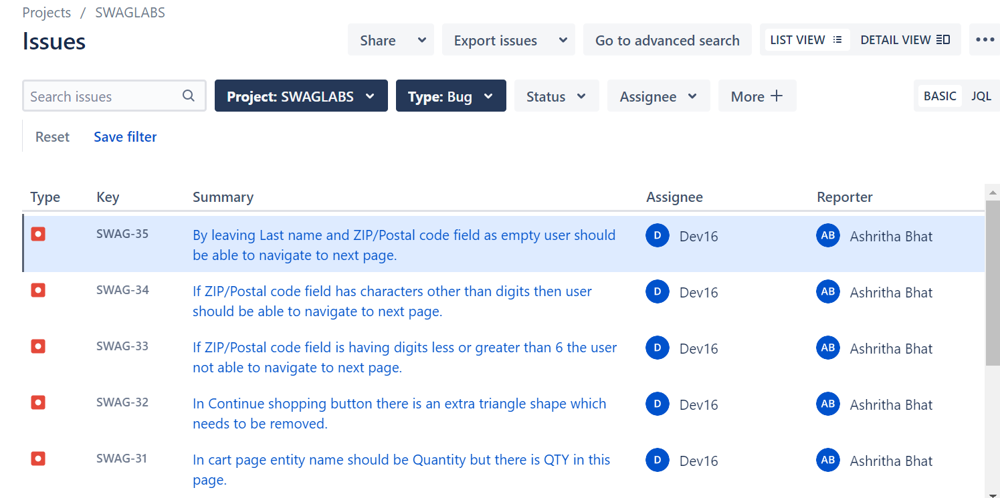 Projects / SWAGLABS
Issues
Share
Export issues
Go to advanced search
LIST VIEW
DETAIL VIEW
Search issues
Project: SWAGLABS
Type: Bug
Status
Assignee
More
BASIC
JQL
Reset
Save filter
Type Key Summary Assignee Reporter
SWAG-35
By leaving Last name and ZIP/Postal code field as empty user should
be able to navigate to next page.
D Dev16
AB Ashritha Bhat
SWAG-34
If ZIP/Postal code field has characters other than digits then user
should be able to navigate to next page.
D Dev16
AB Ashritha Bhat
SWAG-33
If ZIP/Postal code field is having digits less or greater than 6 the user
not able to navigate to next page.
D Dev16
AB Ashritha Bhat
SWAG-32
In Continue shopping button there is an extra triangle shape which
needs to be removed.
D Dev16
AB Ashritha Bhat
SWAG-31
In cart page entity name should be Quantity but there is QTY in this
page.
D Dev16
AB Ashritha Bhat